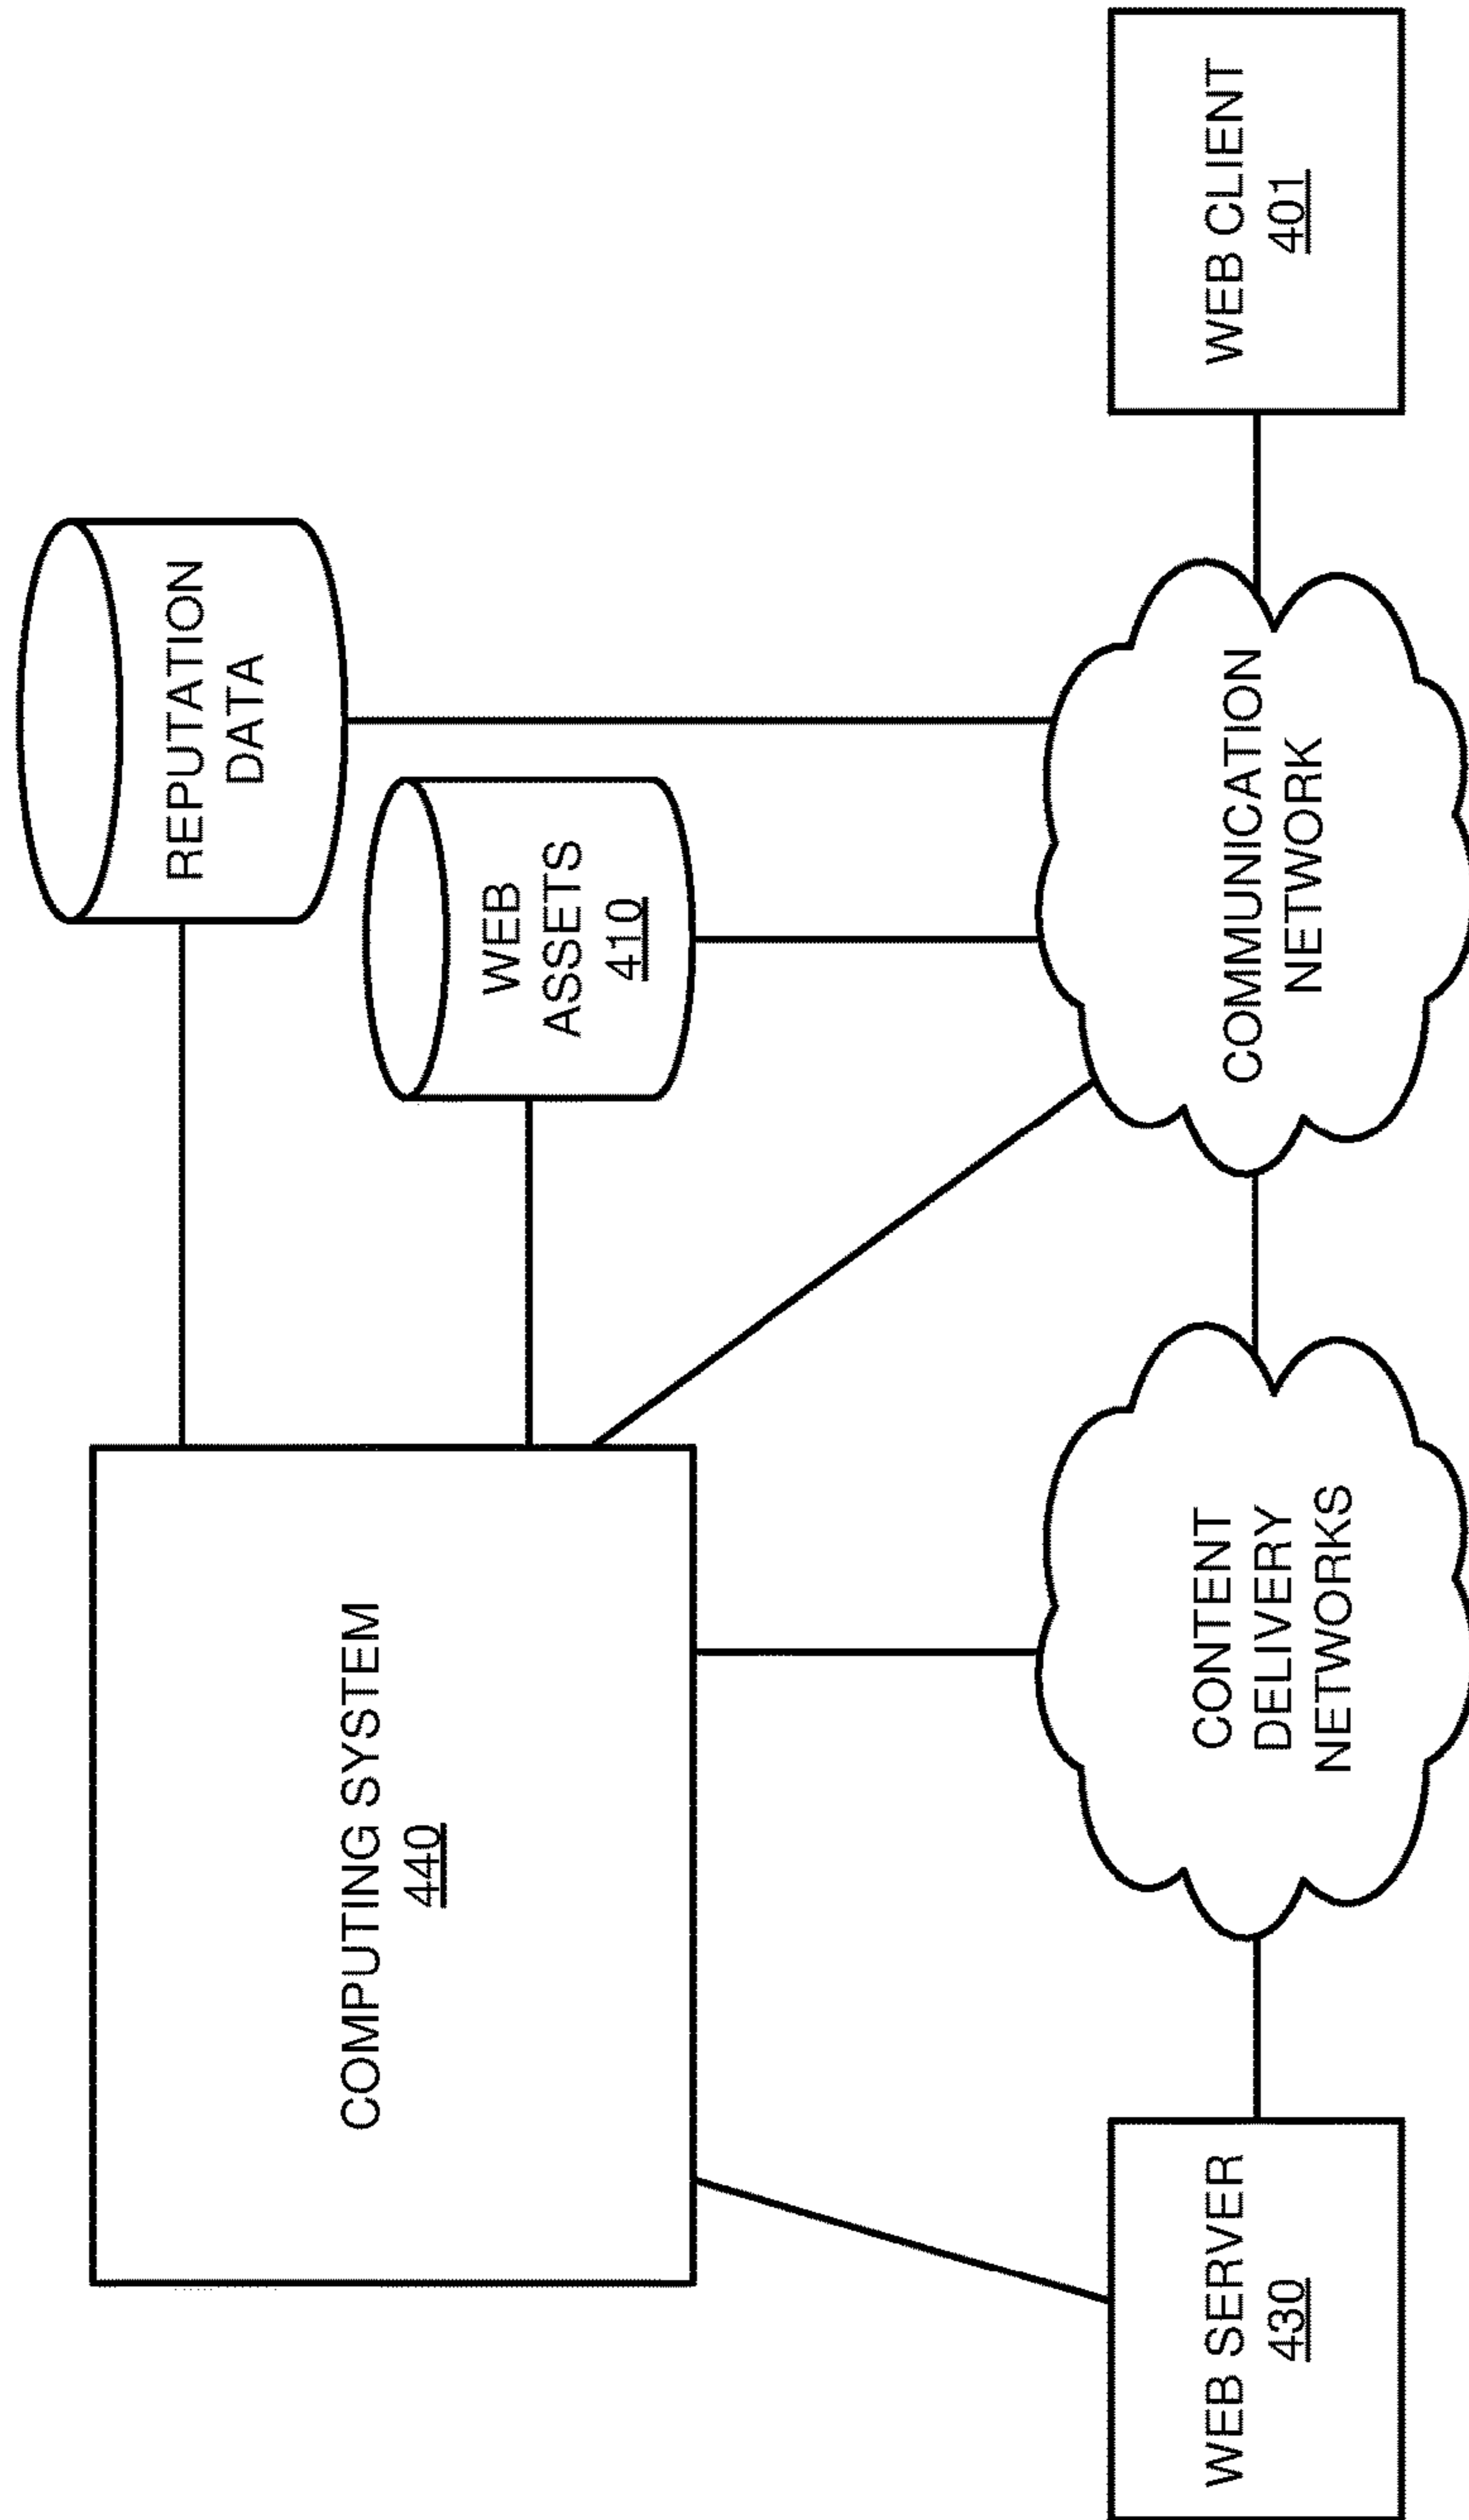 REPUTATION
DATA
WEB
ASSETS
410
COMPUTING SYSTEM
440
WEB SERVER
430
CONTENT
DELIVERY
NETWORKS
COMMUNICATION
NETWORK
WEB CLIENT
401